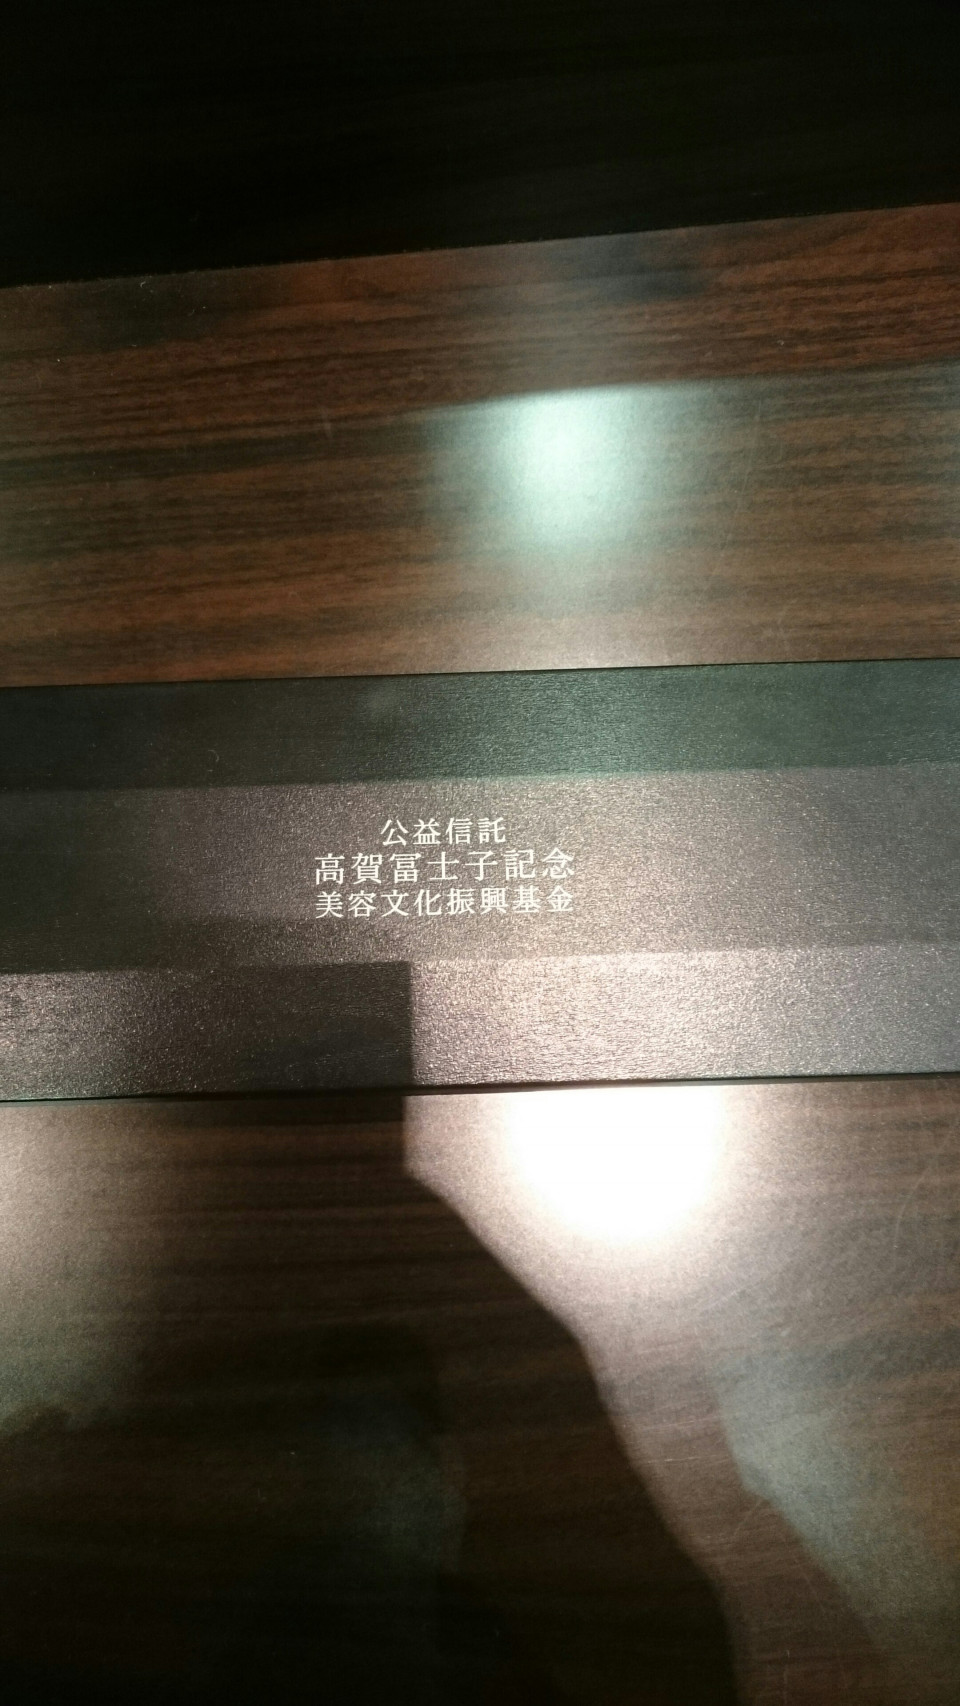 公益信託
高賀冨士子記念
美容文化振興基金